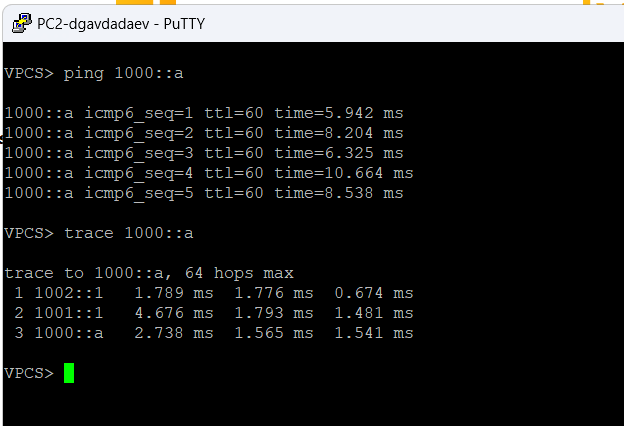 PC2-dgavdadaev - PuTTY
VPCS> ping 1000::a
1000::a icmp6_seq=1 ttl=60 time=5.942 ms
1000::a icmp6_seq=2 ttl=60 time=8.204 ms
1000::a icmp6_seq=3 ttl=60 time=6.325 ms
1000::a icmp6_seq=4 ttl=60 time=10.664 ms
1000::a icmp6_seq=5 ttl=60 time=8.538 ms
VPCS> trace 1000::a
trace to 1000::a, 64 hops max
1 1002::1   1.789 ms  1.776 ms  0.674 ms
2 1001::1   4.676 ms  1.793 ms  1.481 ms
3 1000::a   2.738 ms  1.565 ms  1.541 ms
VPCS>